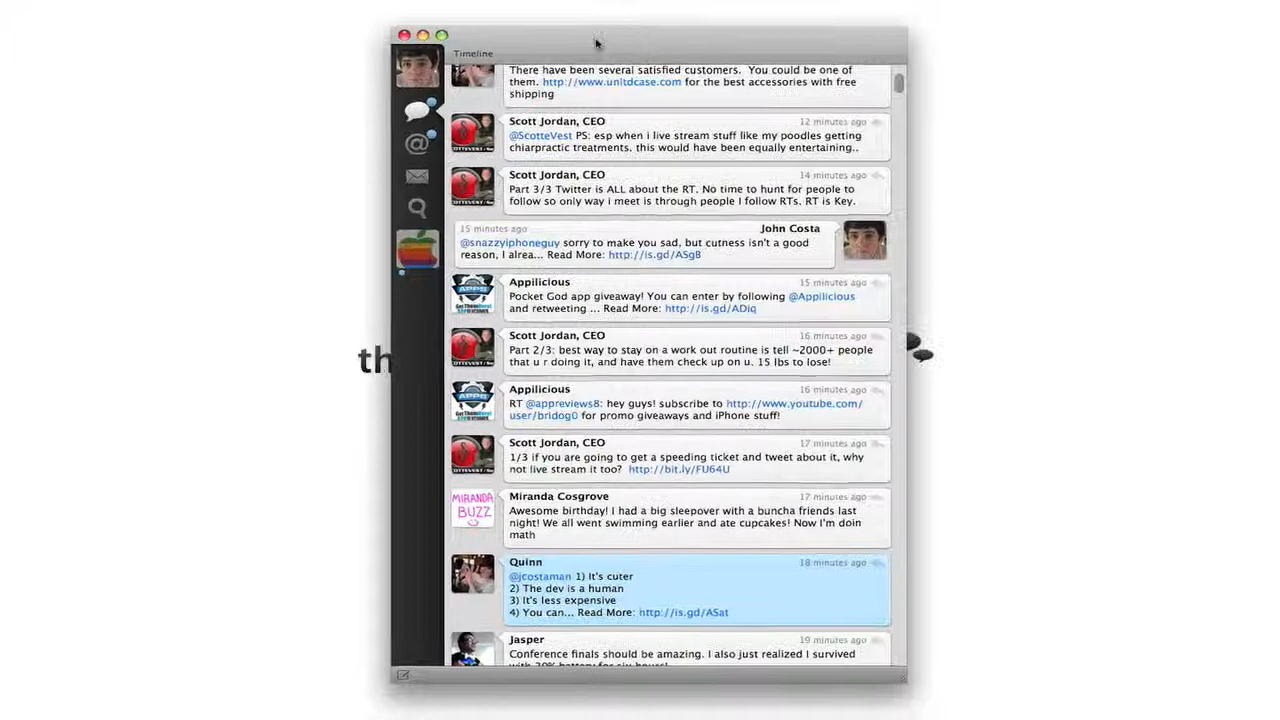 Timeline
There have been several satisfied customers. You could be one of
them. http://www.unltdcase.com for the best accessories with free
shipping
Scott Jordan, CEO 12 minutes ago
@ScotteVest PS: esp when i live stream stuff like my poodles getting
chiarpractic treatments. this would have been equally entertaining..
Scott Jordan, CEO 14 minutes ago
Part 3/3 Twitter is ALL about the RT. No time to hunt for people to
follow so only way i meet is through people I follow RTs. RT is Key.
15 minutes ago John Costa
@snazzyiphoneguy sorry to make you sad, but cutness isn't a good
reason, I alrea... Read More: http://is.gd/ASgB
Appilicious 15 minutes ago
Pocket God app giveaway! You can enter by following @Appilicious
and retweeting ... Read More: http://is.gd/ADiq
Scott Jordan, CEO 16 minutes ago
Part 2/3: best way to stay on a work out routine is tell ~2000+ people
that u r doing it, and have them check up on u. 15 lbs to lose!
th
Appilicious 16 minutes ago
RT @appreviews8: hey guys! subscribe to http://www.youtube.com/
user/bridog0 for promo giveaways and iPhone stuff!
Scott Jordan, CEO 17 minutes ago
1/3 if you are going to get a speeding ticket and tweet about it, why
not live stream it too? http://bit.ly/FU64U
MIRANDA
BUZZ
Miranda Cosgrove 17 minutes ago
Awesome birthday! I had a big sleepover with a buncha friends last
night! We all went swimming earlier and ate cupcakes! Now I'm doin
math
Quinn 18 minutes ago
@jcostaman 1) It's cuter
2) The dev is a human
3) It's less expensive
4) You can... Read More: http://is.gd/ASat
Jasper 19 minutes ago
Conference finals should be amazing. I also just realized I survived